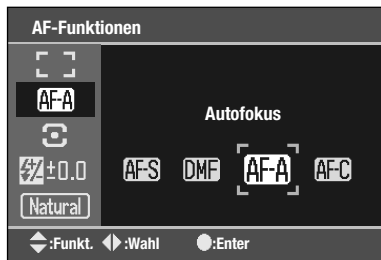 AF-Funktionen
AF-A
Autofokus
±0.0
AF-S DMF AF-A AF-C
Natural
:Funkt. :Wahl :Enter